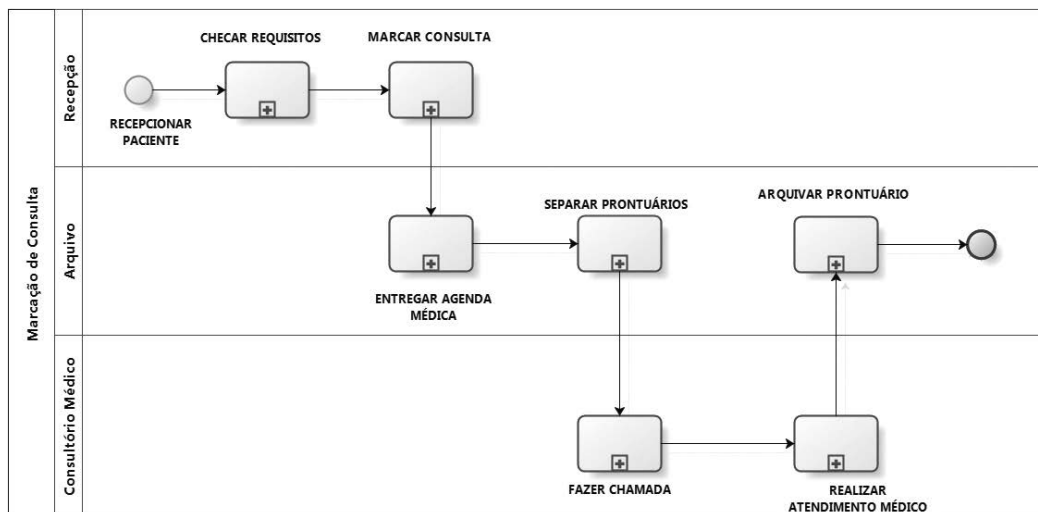 Marcação de Consulta
Recepção
CHECAR REQUISITOS
MARCAR CONSULTA
RECEPCIONAR
PACIENTE
Arquivo
SEPARAR PRONTUÁRIOS
ARQUIVAR PRONTUÁRIO
ENTREGAR AGENDA
MÉDICA
Consultório Médico
FAZER CHAMADA
REALIZAR
ATENDIMENTO MÉDICO